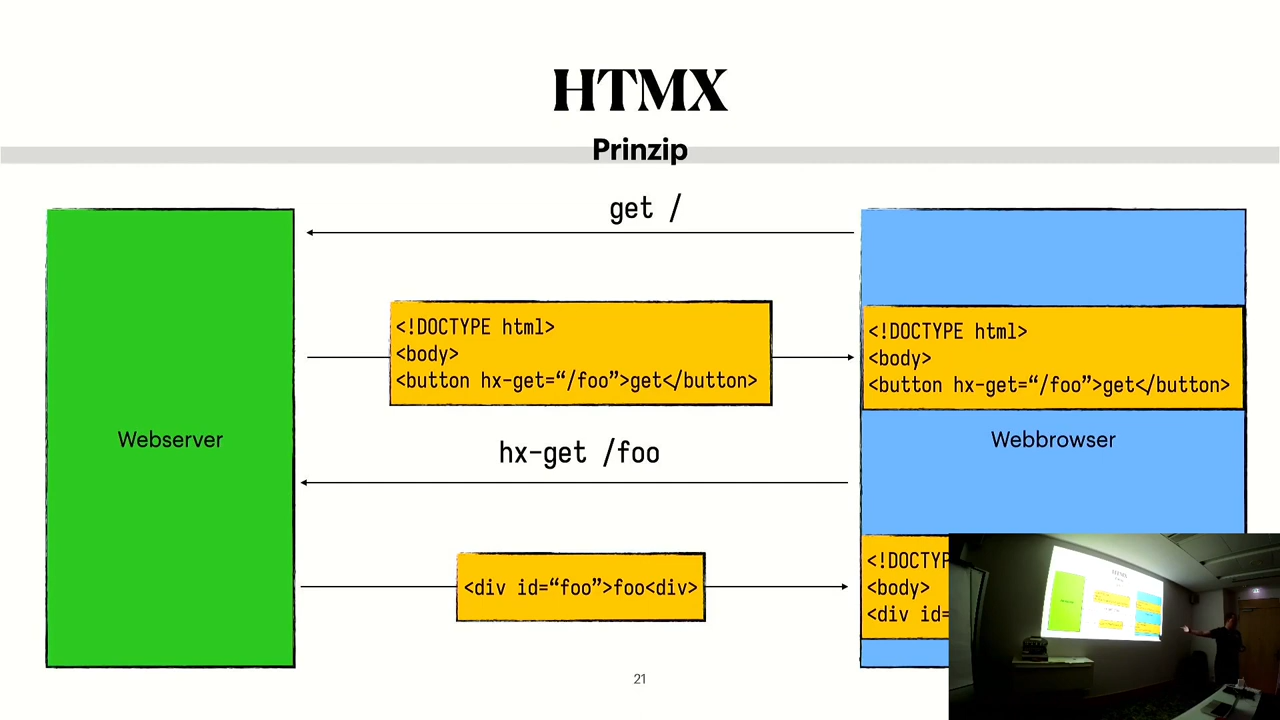 HTMX
Prinzip
get /
<!DOCTYPE html>
<body>
<button hx-get=“/foo”>get</button>
<!DOCTYPE html>
<body>
<button hx-get=“/foo”>get</button>
Webserver
hx-get /foo
Webbrowser
<div id=“foo”>foo<div>
<!DOCTYP
<body>
<div id=
21